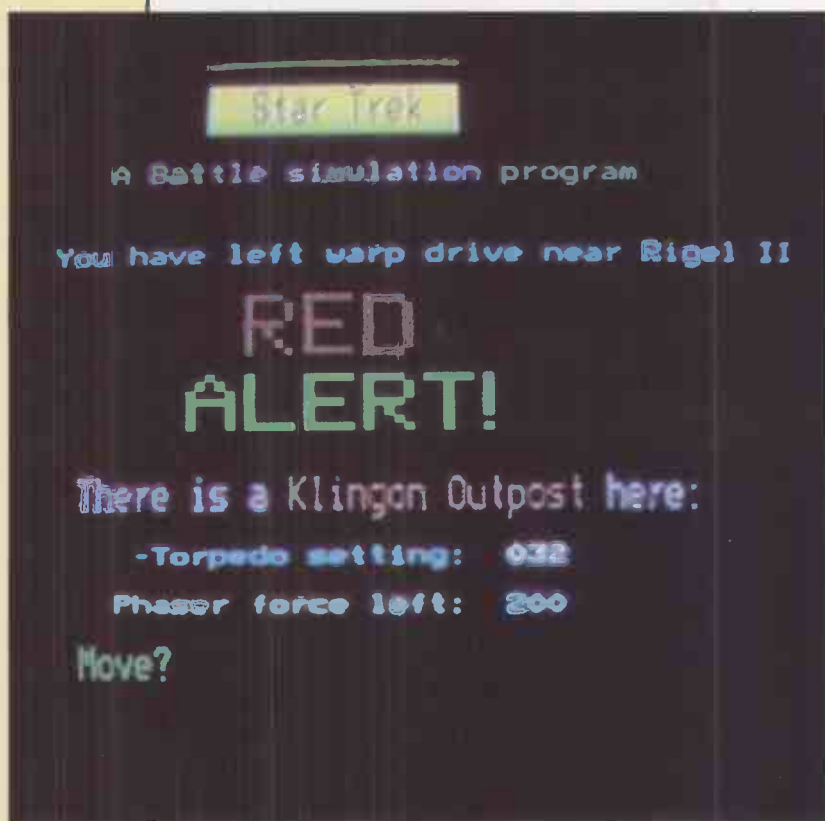 Star Trek
A Battle simulation program
You have left warp drive near Rigel II
RED
ALERT!
There is a Klingon Outpost here:
-Torpedo setting: 032
Phaser force left: 200
Move?